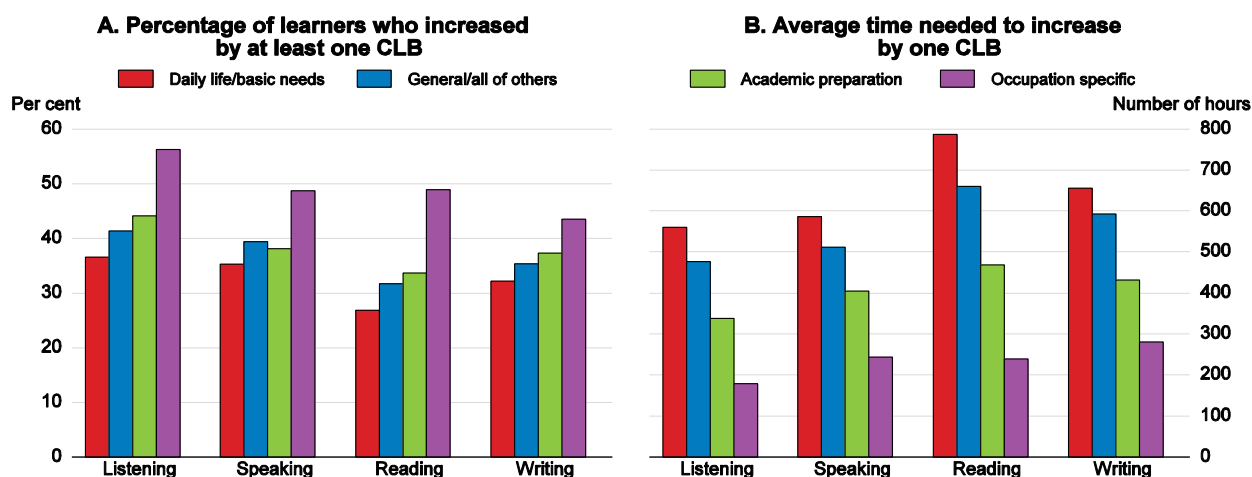 A. Percentage of learners who increased
by at least one CLB
B. Average time needed to increase
by one CLB
Daily life/basic needs
General/all of others
Academic preparation
Occupation specific
Per cent
60
50
40
30
20
10
0
Listening
Speaking
Reading
Writing
Number of hours
800
700
600
500
400
300
200
100
0
Listening
Speaking
Reading
Writing